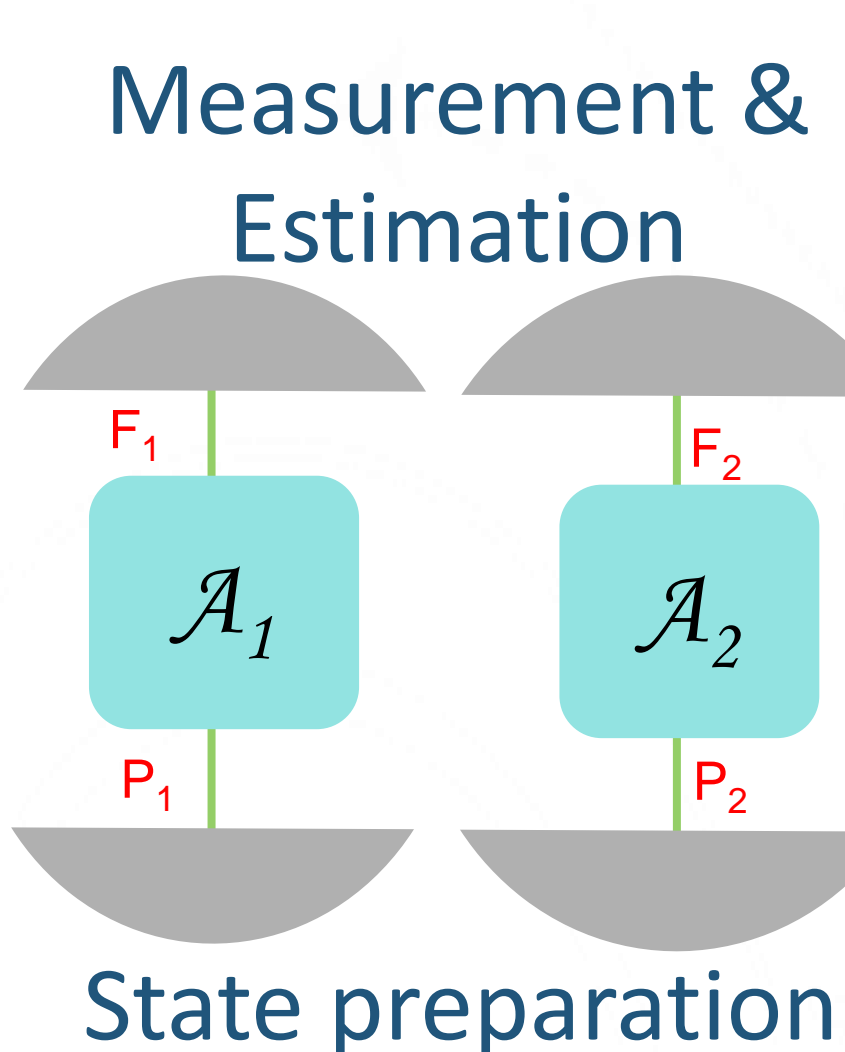 Measurement &
Estimation
F₁
F₂
𝒜₁
𝒜₂
P₁
P₂
State preparation